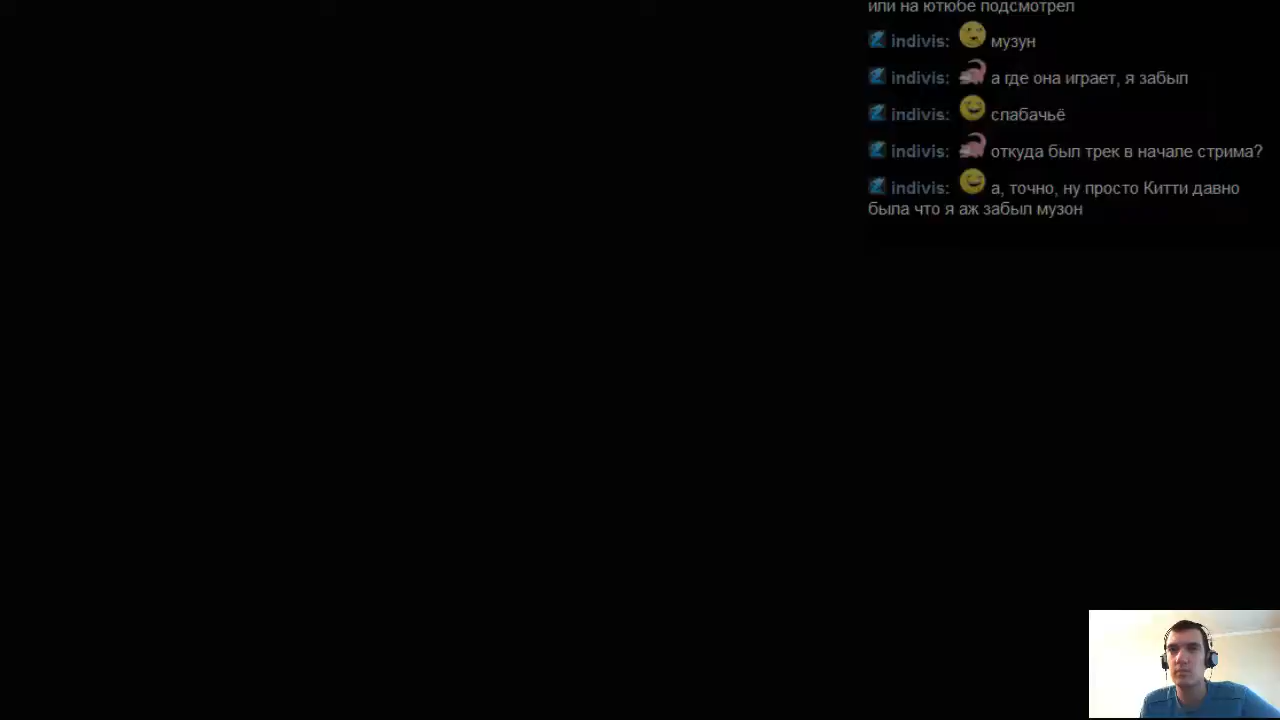 или на ютюбе подсмотрел
indivis: музун
indivis: а где она играет, я забыл
indivis: слабачьё
indivis: откуда был трек в начале стрима?
indivis: а, точно, ну просто Китти давно
была что я аж забыл музон